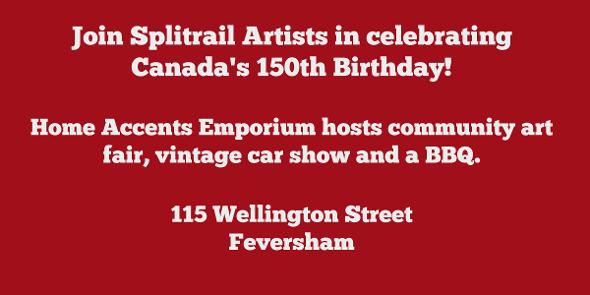 Join Splitrail Artists in celebrating
Canada's 150th Birthday!
Home Accents Emporium hosts community art
fair, vintage car show and a BBQ.
115 Wellington Street
Feversham